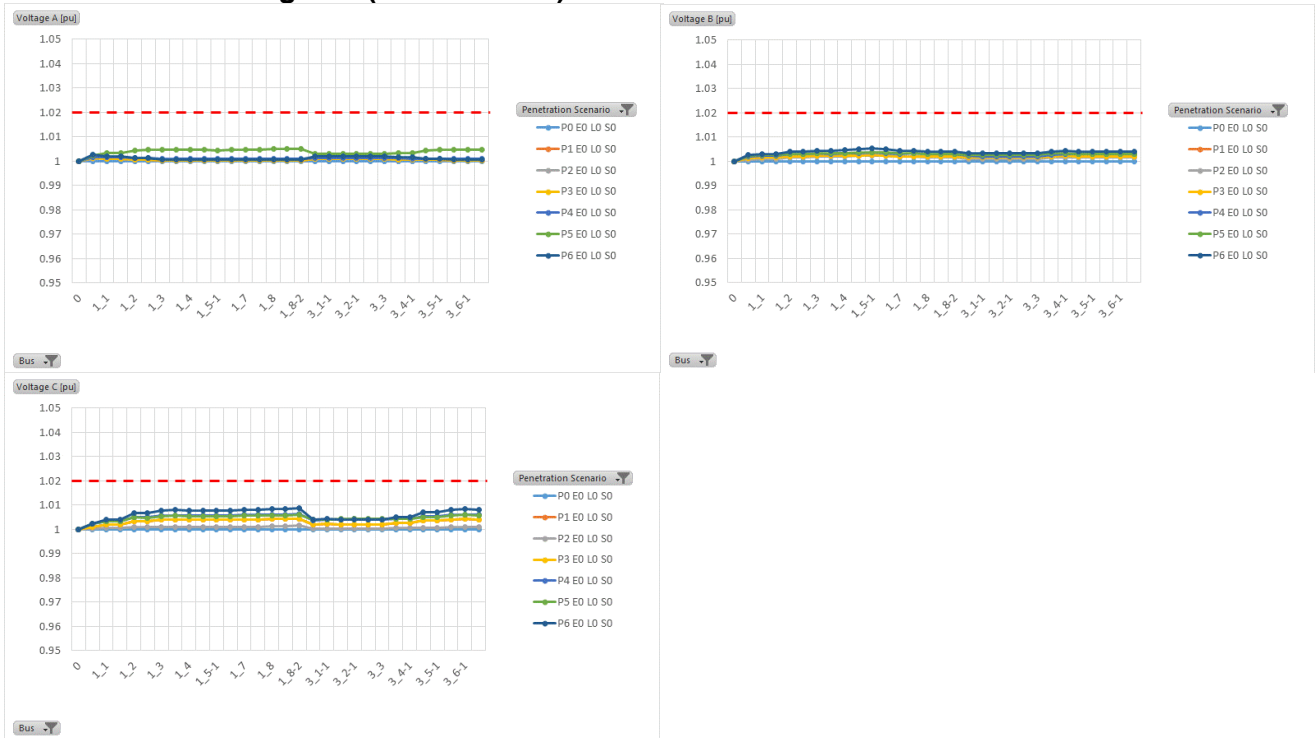 Voltage A [pu]
1.05
1.04
1.03
1.02
1.01
1
0.99
0.98
0.97
0.96
0.95
0
1_1
1_2
1_3
1_4
1_5-1
1_7
1_8
1_8-2
3_1-1
3_2-1
3_3
3_4-1
3_5-1
3_6-1
Penetration Scenario
P0 E0 L0 S0
P1 E0 L0 S0
P2 E0 L0 S0
P3 E0 L0 S0
P4 E0 L0 S0
P5 E0 L0 S0
P6 E0 L0 S0
Bus
Voltage B [pu]
1.05
1.04
1.03
1.02
1.01
1
0.99
0.98
0.97
0.96
0.95
0
1_1
1_2
1_3
1_4
1_5-1
1_7
1_8
1_8-2
3_1-1
3_2-1
3_3
3_4-1
3_5-1
3_6-1
Penetration Scenario
P0 E0 L0 S0
P1 E0 L0 S0
P2 E0 L0 S0
P3 E0 L0 S0
P4 E0 L0 S0
P5 E0 L0 S0
P6 E0 L0 S0
Bus
Voltage C [pu]
1.05
1.04
1.03
1.02
1.01
1
0.99
0.98
0.97
0.96
0.95
0
1_1
1_2
1_3
1_4
1_5-1
1_7
1_8
1_8-2
3_1-1
3_2-1
3_3
3_4-1
3_5-1
3_6-1
Penetration Scenario
P0 E0 L0 S0
P1 E0 L0 S0
P2 E0 L0 S0
P3 E0 L0 S0
P4 E0 L0 S0
P5 E0 L0 S0
P6 E0 L0 S0
Bus